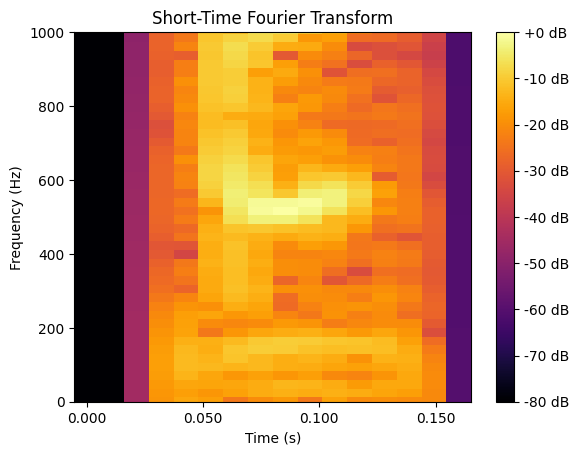 Short-Time Fourier Transform
1000
800
600
400
200
0
Frequency (Hz)
0.000
0.050
0.100
0.150
Time (s)
+0 dB
-10 dB
-20 dB
-30 dB
-40 dB
-50 dB
-60 dB
-70 dB
-80 dB